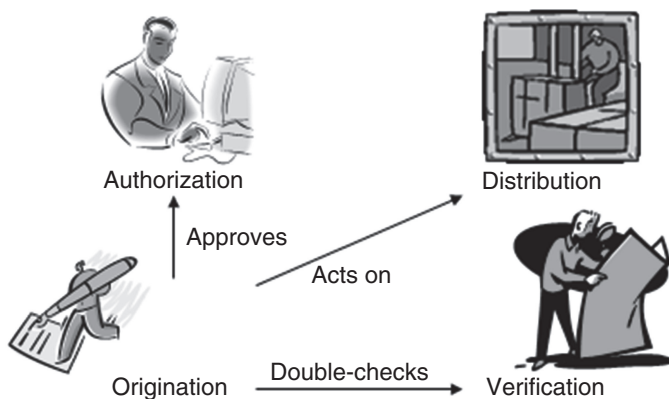 Authorization
Distribution
Approves
Acts on
Origination
Double-checks
Verification